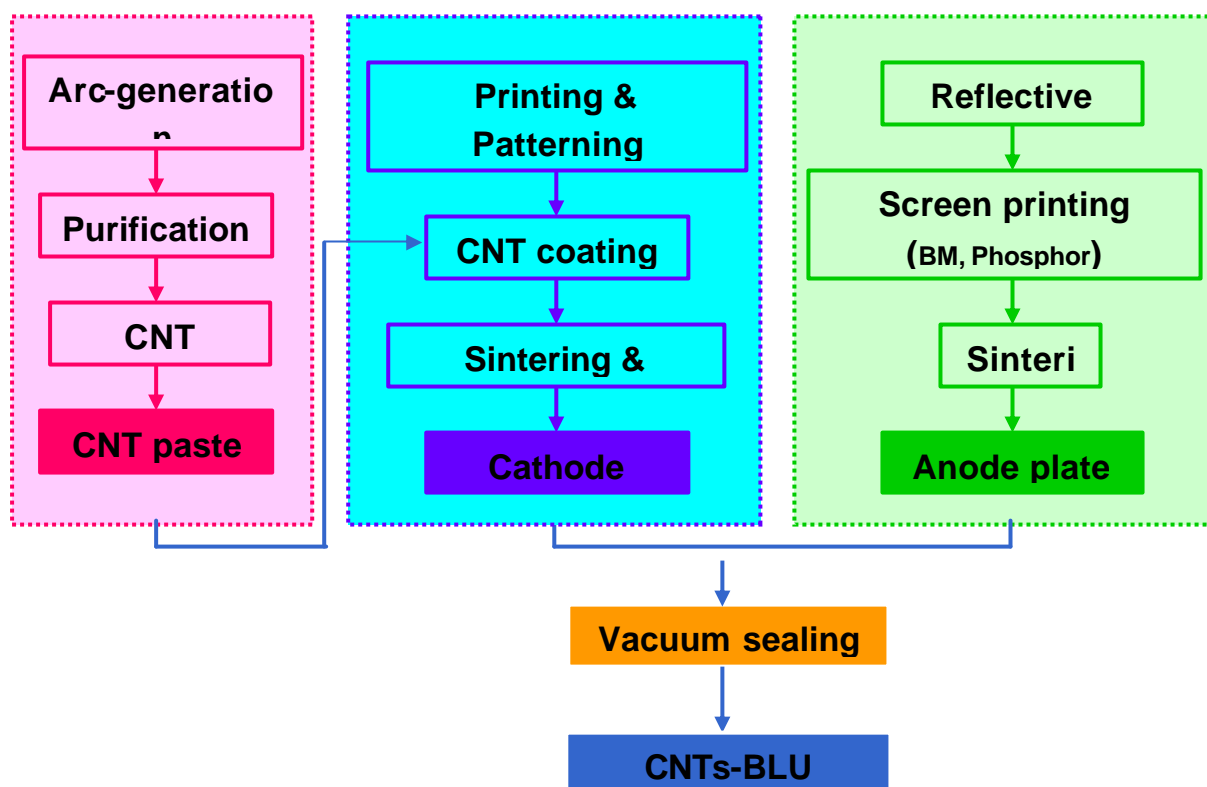 Arc-generatio
n
Purification
CNT
CNT paste
Printing &
Patterning
CNT coating
Sintering &
Cathode
Reflective
Screen printing
(BM, Phosphor)
Sinteri
Anode plate
Vacuum sealing
CNTs-BLU